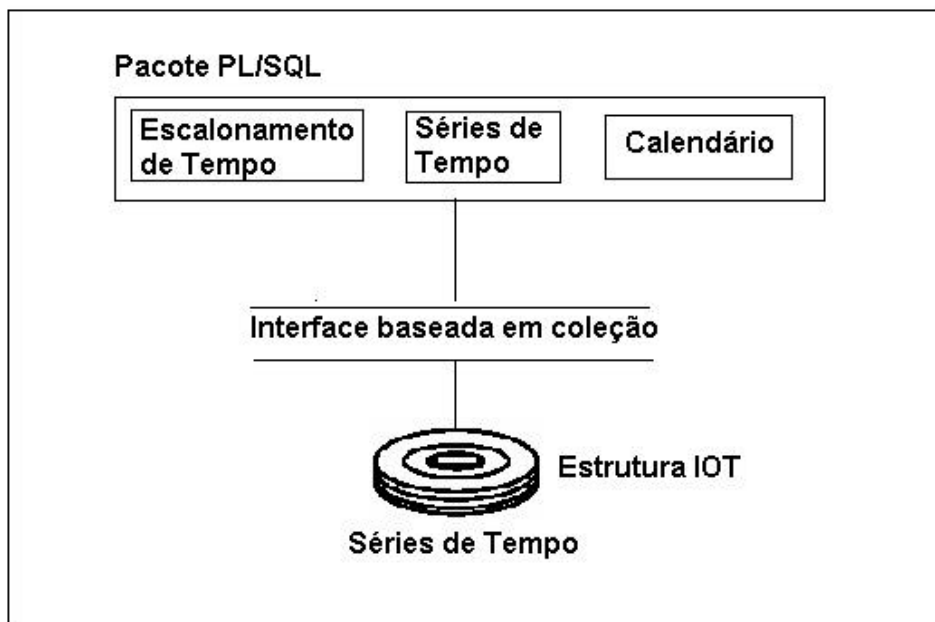 Pacote PL/SQL
Escalonamento
de Tempo
Séries de
Tempo
Calendário
Interface baseada em coleção
Estrutura IOT
Séries de Tempo